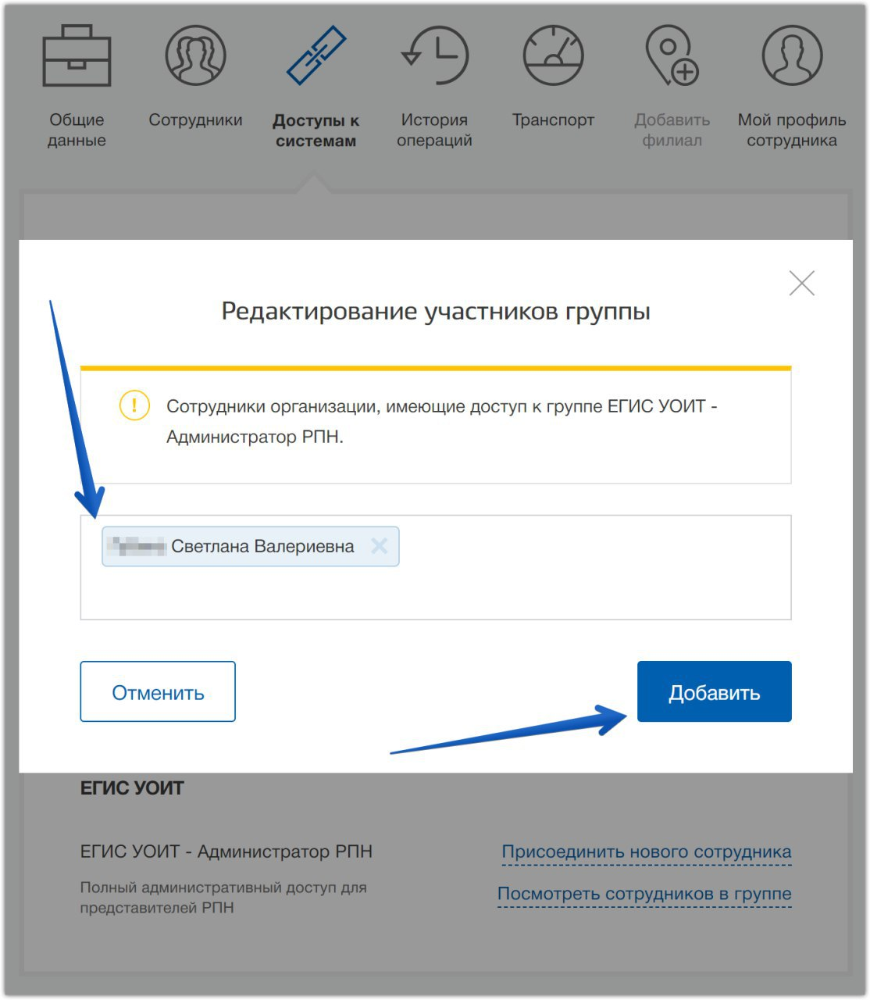 Общие
данные
Сотрудники
Доступы к
системам
История
операций
Транспорт
Добавить
филиал
Мой профиль
сотрудника
Редактирование участников группы
Сотрудники организации, имеющие доступ к группе ЕГИС УОИТ -
Администратор РПН.
Светлана Валериевна
Отменить
Добавить
ЕГИС УОИТ
ЕГИС УОИТ - Администратор РПН
Присоединить нового сотрудника
Полный административный доступ для
представителей РПН
Посмотреть сотрудников в группе